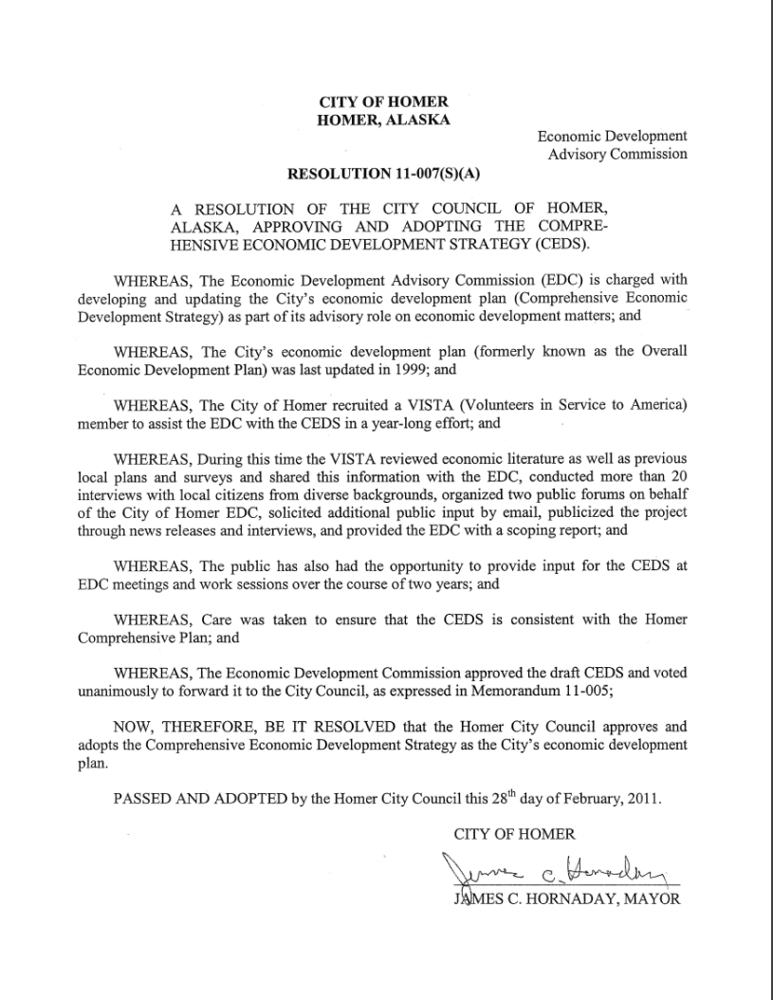 CITY OF HOMER
HOMER, ALASKA
Economic Development
Advisory Commission
RESOLUTION 11-007(S)(A)
A RESOLUTION OF THE CITY COUNCIL OF HOMER,
ALASKA, APPROVING AND ADOPTING THE COMPRE-
HENSIVE ECONOMIC DEVELOPMENT STRATEGY (CEDS).
WHEREAS, The Economic Development Advisory Commission (EDC) is charged with
developing and updating the City's economic development plan (Comprehensive Economic
Development Strategy) as part of its advisory role on economic development matters; and
WHEREAS, The City's economic development plan (formerly known as the Overall
Economic Development Plan) was last updated in 1999; and
WHEREAS, The City of Homer recruited a VISTA (Volunteers in Service to America)
member to assist the EDC with the CEDS in a year-long effort; and
WHEREAS, During this time the VISTA reviewed economic literature as well as previous
local plans and surveys and shared this information with the EDC, conducted more than 20
interviews with local citizens from diverse backgrounds, organized two public forums on behalf
of the City of Homer EDC, solicited additional public input by email, publicized the project
through news releases and interviews, and provided the EDC with a scoping report; and
WHEREAS, The public has also had the opportunity to provide input for the CEDS at
EDC meetings and work sessions over the course of two years; and
WHEREAS, Care was taken to ensure that the CEDS is consistent with the Homer
Comprehensive Plan; and
WHEREAS, The Economic Development Commission approved the draft CEDS and voted
unanimously to forward it to the City Council, as expressed in Memorandum 11-005;
NOW, THEREFORE, BE IT RESOLVED that the Homer City Council approves and
adopts the Comprehensive Economic Development Strategy as the City's economic development
plan.
PASSED AND ADOPTED by the Homer City Council this 28th day of February, 2011.
CITY OF HOMER
James C. Hornaday
JAMES C. HORNADAY, MAYOR